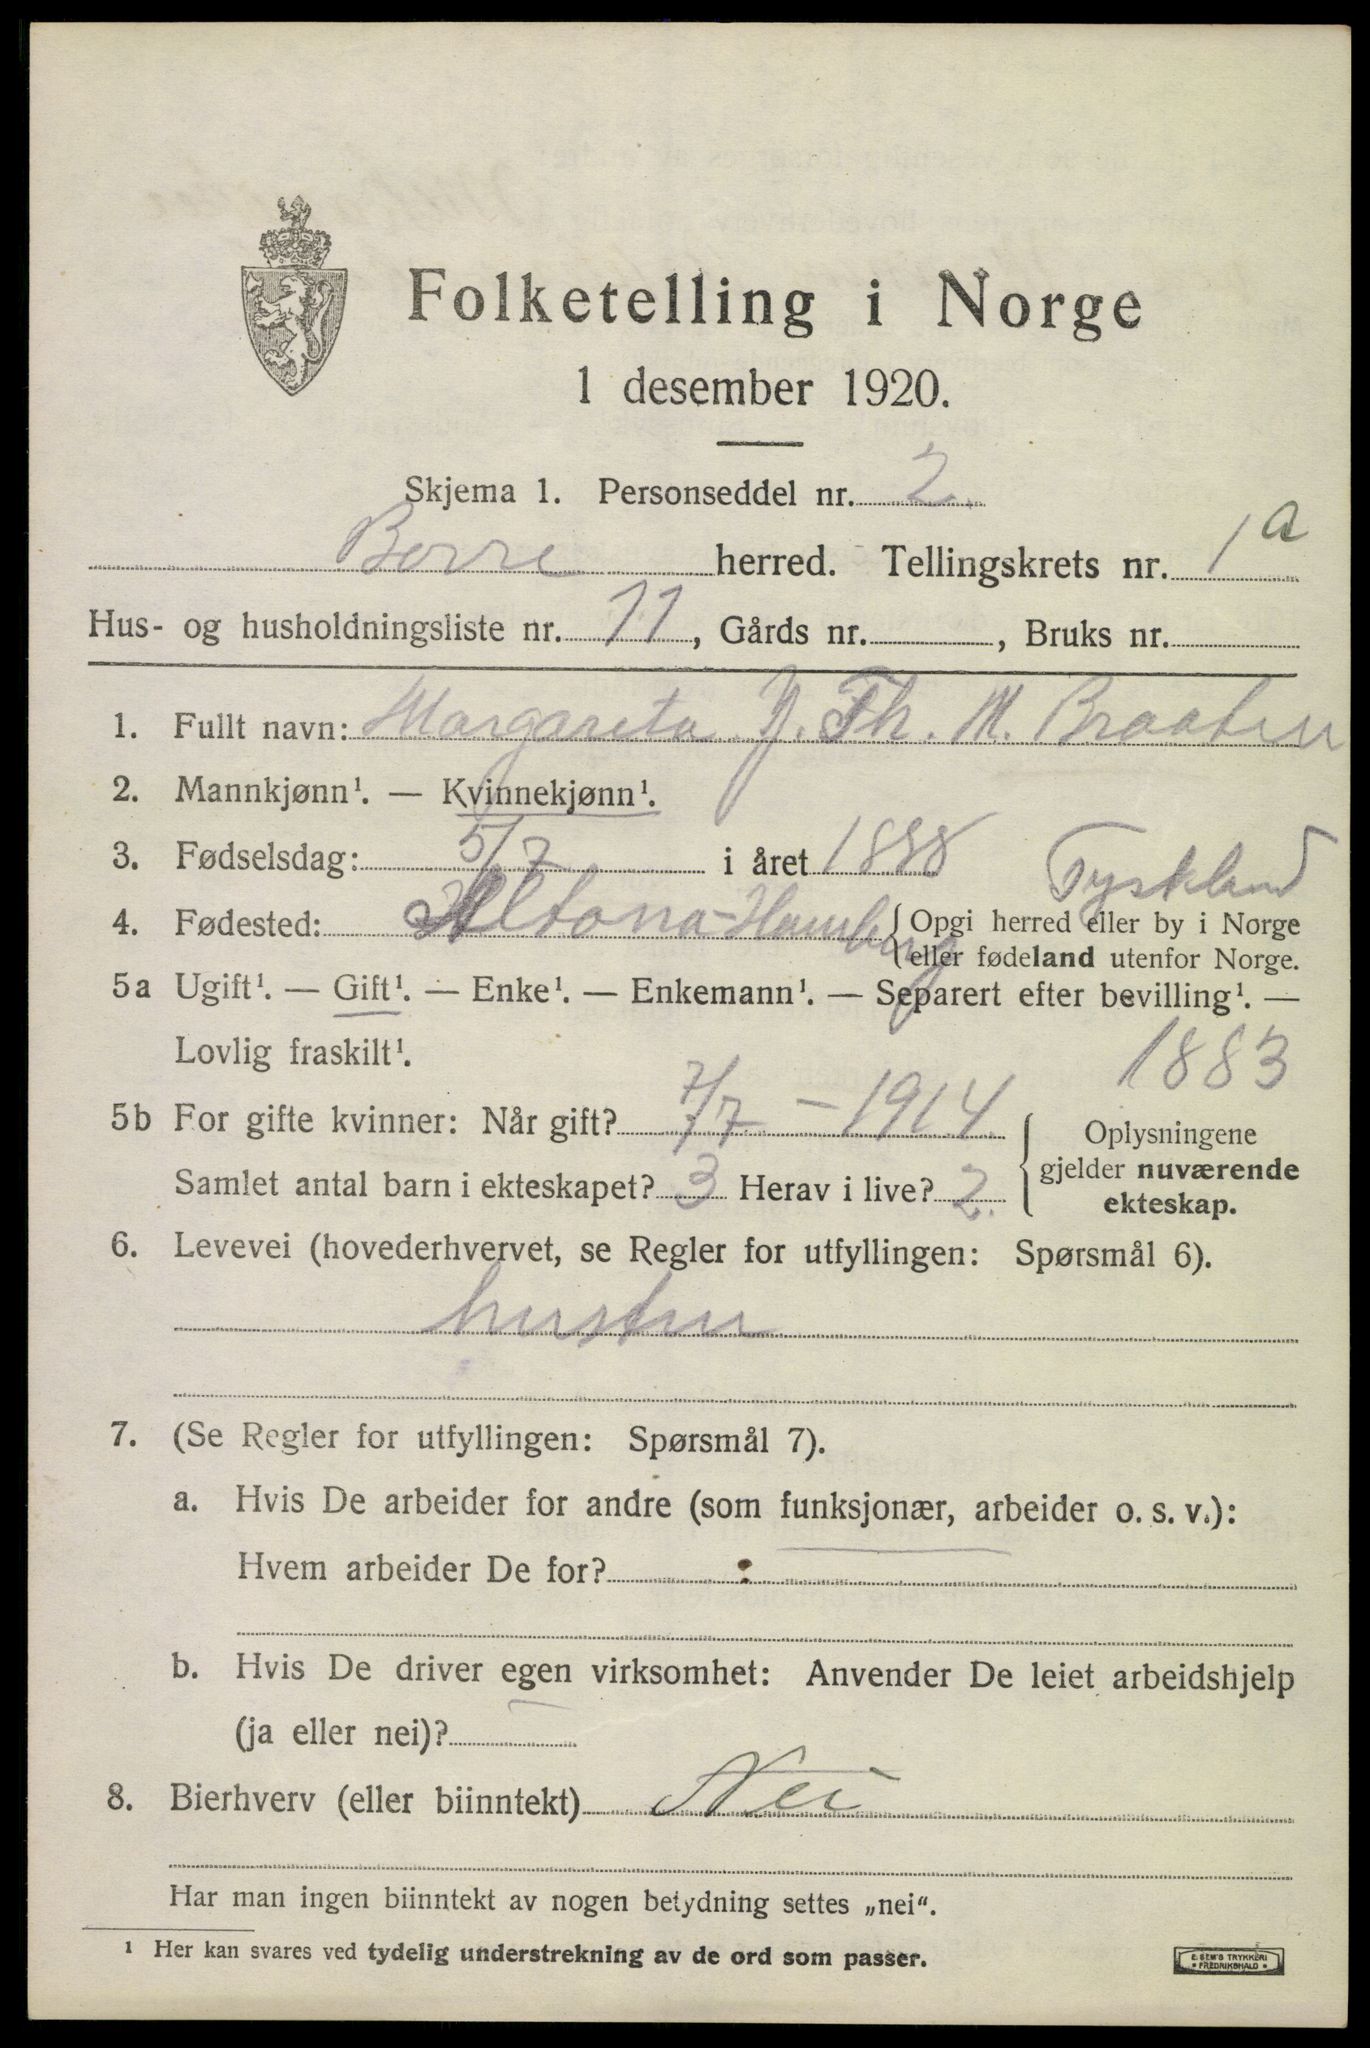 Folketelling i Norge
1 desember 1920.
Skjema 1. Personseddel nr. 2.
Borre herred. Tellingskrets nr. 1a
Hus- og husholdningsliste nr. 11, Gårds nr. , Bruks nr.
1. Fullt navn: Margareta J. Th. M. Braaten
2. Mannkjønn¹. — Kvinnekjønn¹.
3. Fødselsdag: 5/7 i året 1888
Tyskland
4. Fødested: Altona-Hamburg { Opgi herred eller by i Norge
eller fødeland utenfor Norge.
5a Ugift¹. — Gift¹. — Enke¹. — Enkemann¹. — Separert efter bevilling¹. —
Lovlig fraskilt¹.
1883
5b For gifte kvinner: Når gift? 7/7 - 1914. { Oplysningene
Samlet antal barn i ekteskapet? 3 Herav i live? 2. gjelder nuværende
ekteskap.
6. Levevei (hovederhvervet, se Regler for utfyllingen: Spørsmål 6).
hustru
7. (Se Regler for utfyllingen: Spørsmål 7).
a. Hvis De arbeider for andre (som funksjonær, arbeider o. s. v.):
Hvem arbeider De for?
b. Hvis De driver egen virksomhet: Anvender De leiet arbeidshjelp
(ja eller nei)?
8. Bierhverv (eller biinntekt) Nei
Har man ingen biinntekt av nogen betydning settes „nei“.
¹ Her kan svares ved tydelig understrekning av de ord som passer.
E. SEM'S TRYKKERI
• FREDRIKSHALD •